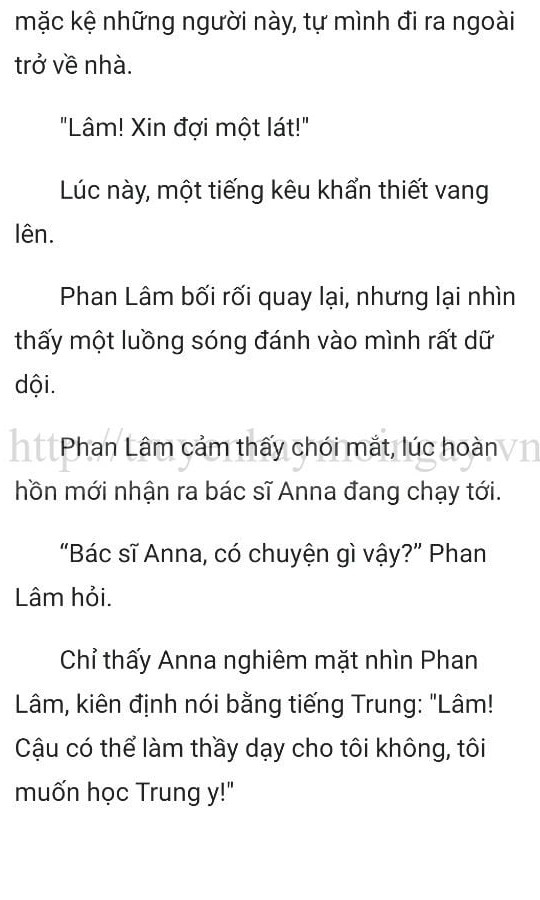 mặc kệ những người này, tự mình đi ra ngoài
trở về nhà.
"Lâm! Xin đợi một lát!"
Lúc này, một tiếng kêu khẩn thiết vang
lên.
Phan Lâm bối rối quay lại, nhưng lại nhìn
thấy một luồng sóng đánh vào mình rất dữ
dội.
Phan Lâm cảm thấy chói mắt, lúc hoàn
hồn mới nhận ra bác sĩ Anna đang chạy tới.
“Bác sĩ Anna, có chuyện gì vậy?” Phan
Lâm hỏi.
Chỉ thấy Anna nghiêm mặt nhìn Phan
Lâm, kiên định nói bằng tiếng Trung: "Lâm!
Cậu có thể làm thầy dạy cho tôi không, tôi
muốn học Trung y!"
http://truyenhaymoingay.vn